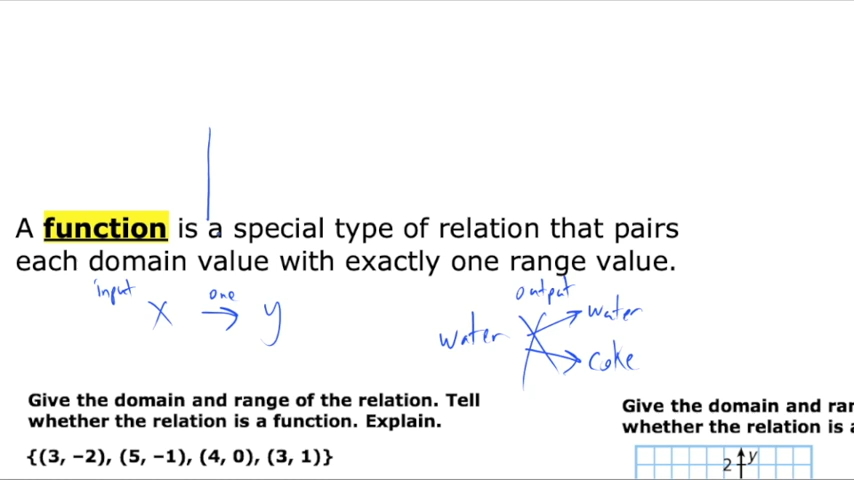 A function is a special type of relation that pairs
each domain value with exactly one range value.
input x one → y
output
water water
coke
Give the domain and range of the relation. Tell
whether the relation is a function. Explain.
{(3, −2), (5, −1), (4, 0), (3, 1)}
Give the domain and ran
whether the relation is a
2 y